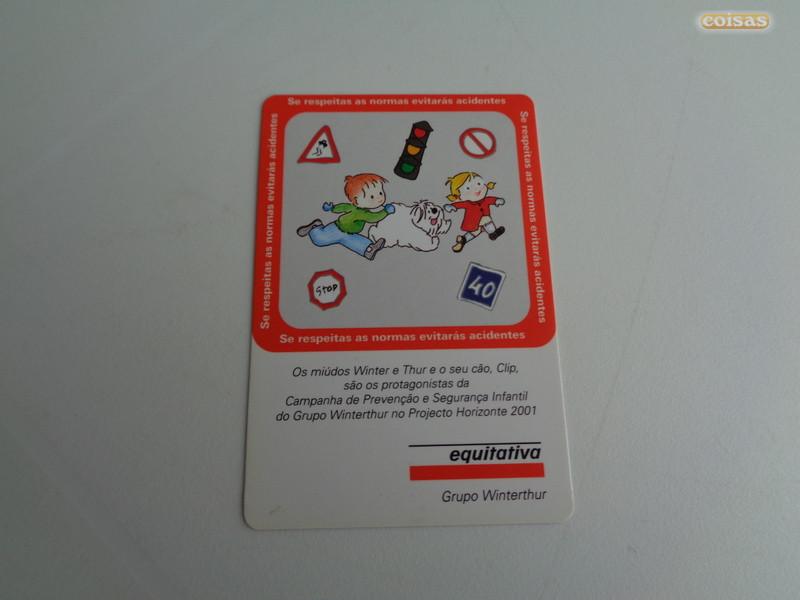 coisas
Se respeitas as normas evitarás acidentes
Se respeitas as normas evitarás acidentes
Se respeitas as normas evitarás acidentes
STOP
40
Se respeitas as normas evitarás acidentes
Os miúdos Winter e Thur e o seu cão, Clip,
são os protagonistas da
Campanha de Prevenção e Segurança Infantil
do Grupo Winterthur no Projecto Horizonte 2001
equitativa
Grupo Winterthur